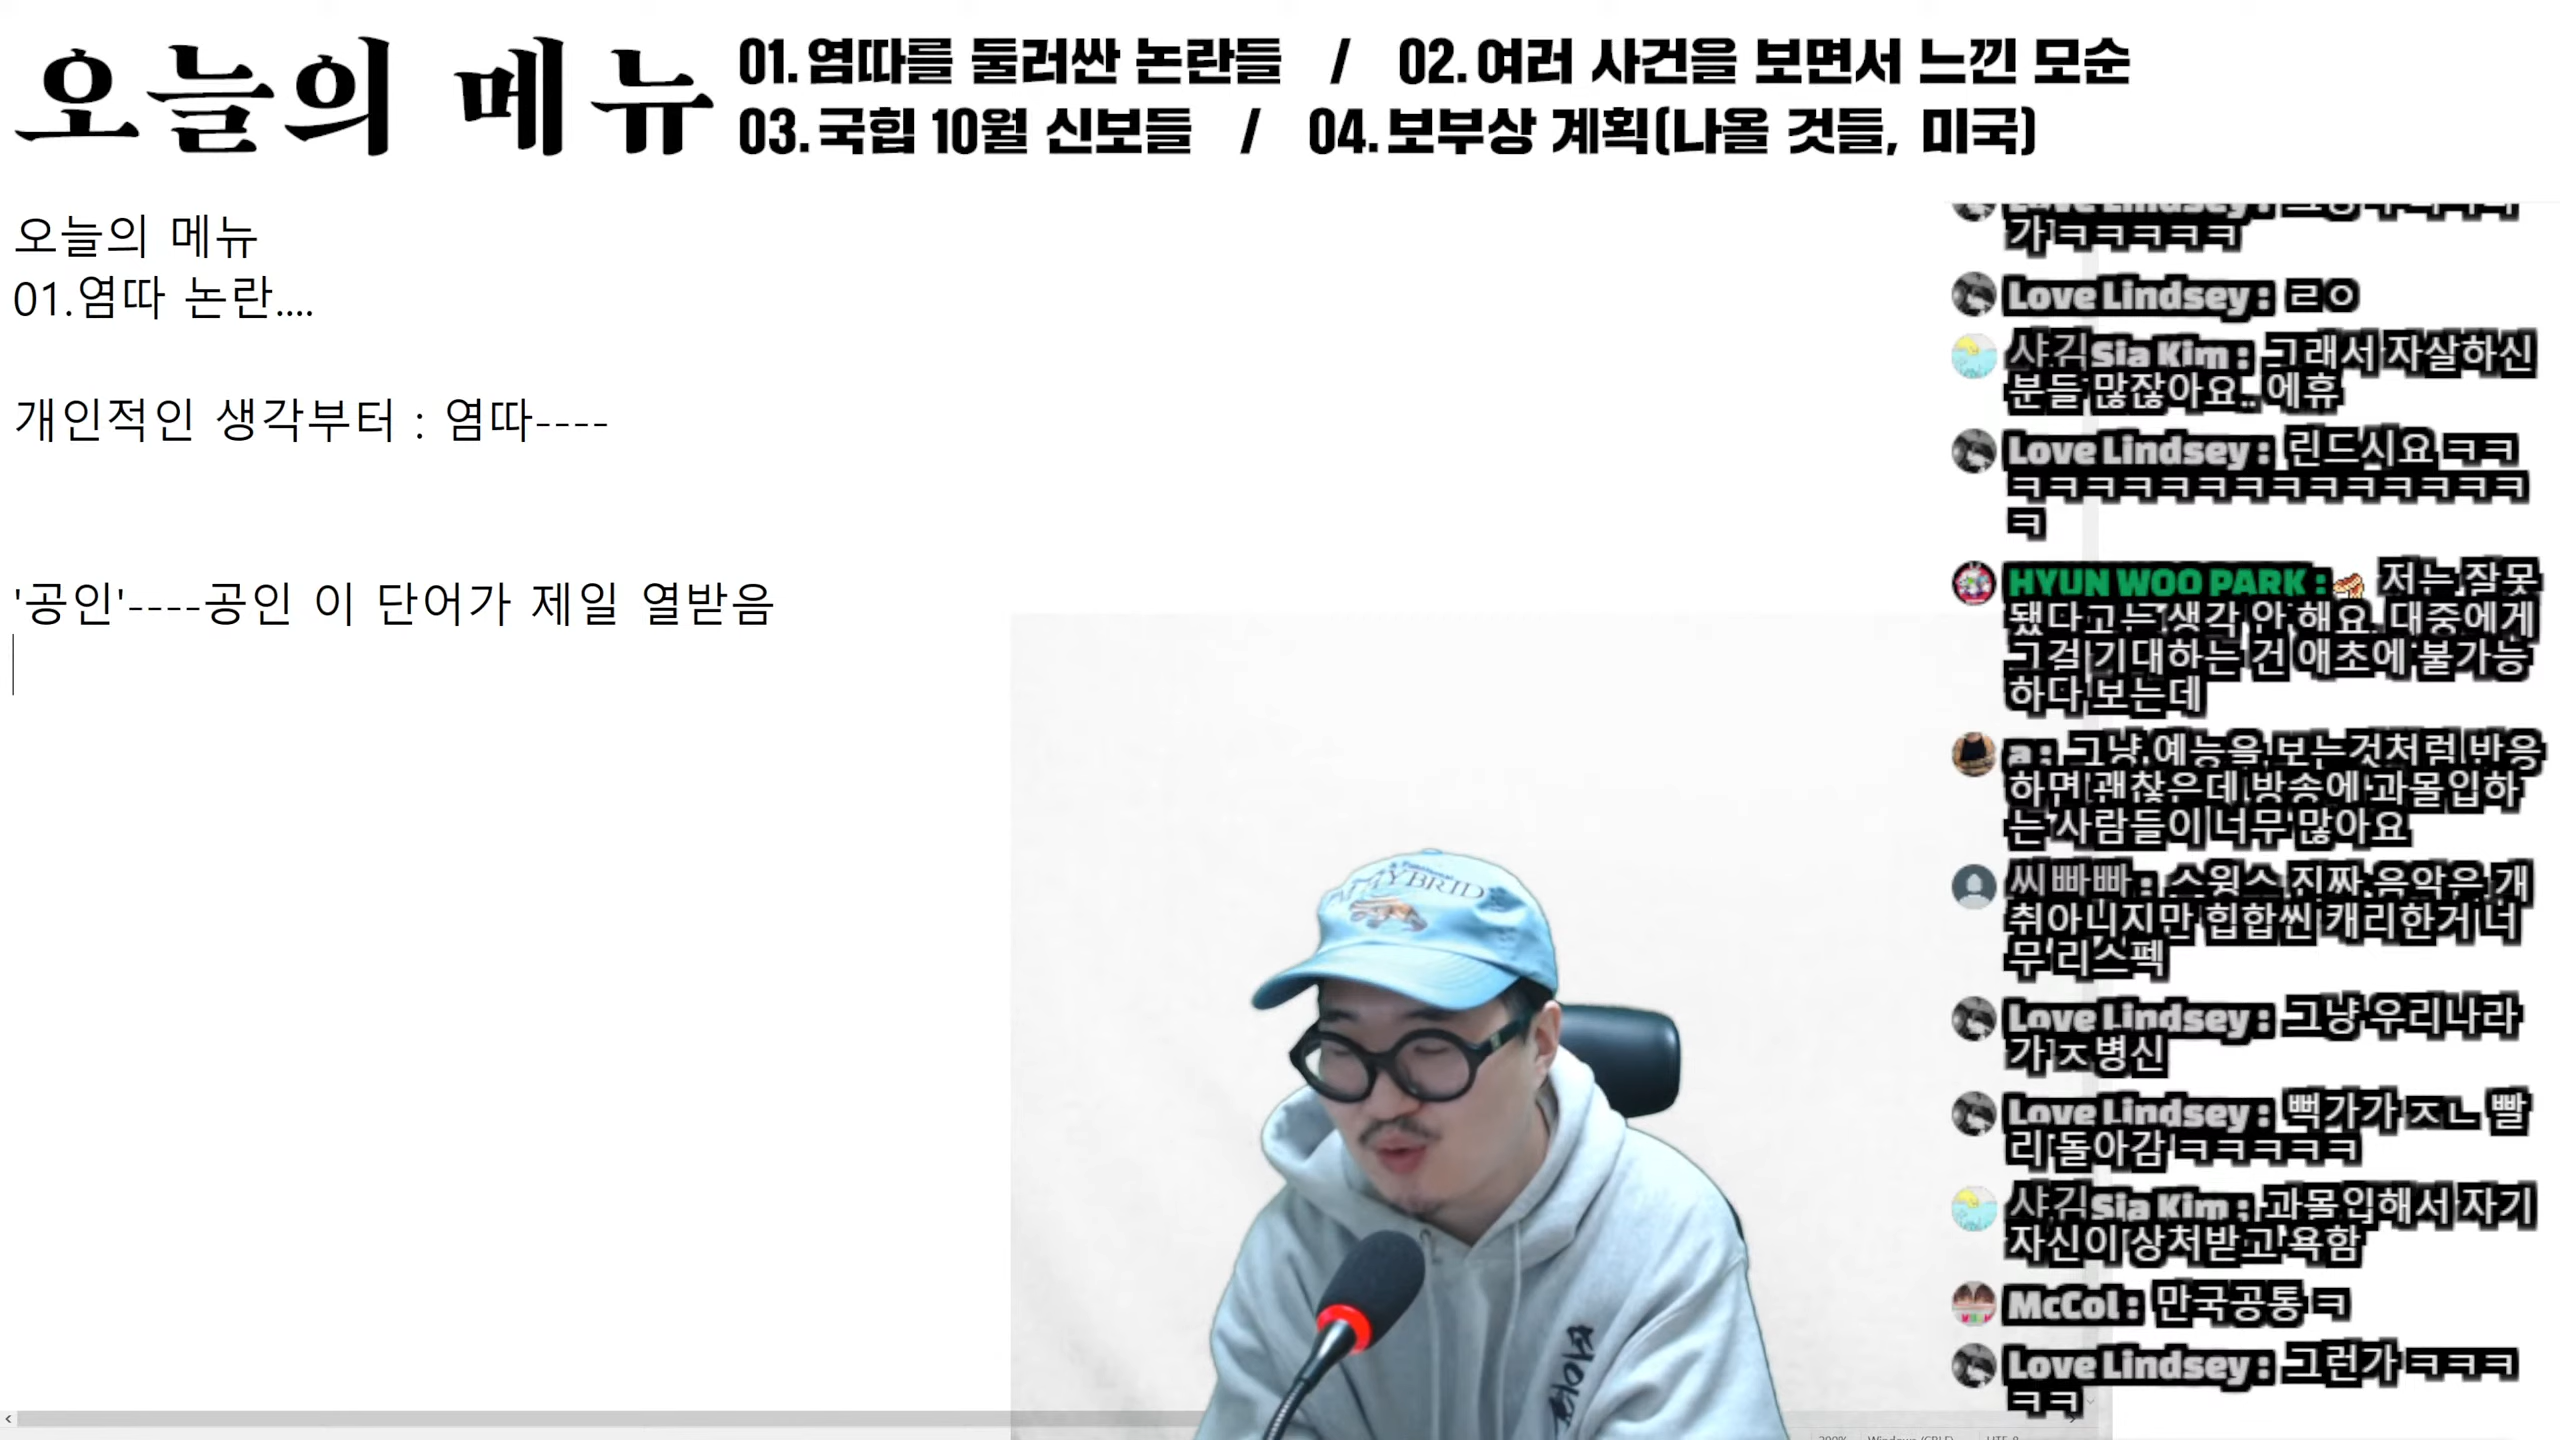 오늘의 메뉴
01. 염따를 둘러싼 논란들 / 02. 여러 사건을 보면서 느낀 모순
03. 국힙 10월 신보들 / 04. 보부상 계획(나올 것들, 미국)
오늘의 메뉴
01.염따 논란....
개인적인 생각부터 : 염따----
'공인'----공인 이 단어가 제일 열받음
가 ㅋㅋㅋㅋㅋ
Love Lindsey : ㄹㅇ
샤김Sia Kim : 그래서 자살하신
분들 많잖아요.. 에휴
Love Lindsey : 린드시요 ㅋㅋ
ㅋㅋㅋㅋㅋㅋㅋㅋㅋㅋㅋㅋㅋㅋ
ㅋ
HYUN WOO PARK : 저는 잘못
됐다고는 생각 안 해요. 대중에게
그걸 기대하는 건 애초에 불가능
하다 보는데
a : 그냥 예능을 보는것처럼 반응
하면 괜찮은데 방송에 과몰입하
는 사람들이 너무 많아요
씨빠빠 : 스윙스 진짜 음악은 개
취아니지만 힙합씬 캐리한거 너
무 리스펙
Love Lindsey : 그냥 우리나라
가 ㅈ병신
Love Lindsey : 뻑가가 ㅈㄴ 빨
리 돌아감 ㅋㅋㅋㅋㅋ
샤김Sia Kim : 과몰입해서 자기
자신이 상처받고 욕함
McCol : 만국공통 ㅋ
Love Lindsey : 그런가 ㅋㅋㅋ
ㅋㅋ
HYBRID